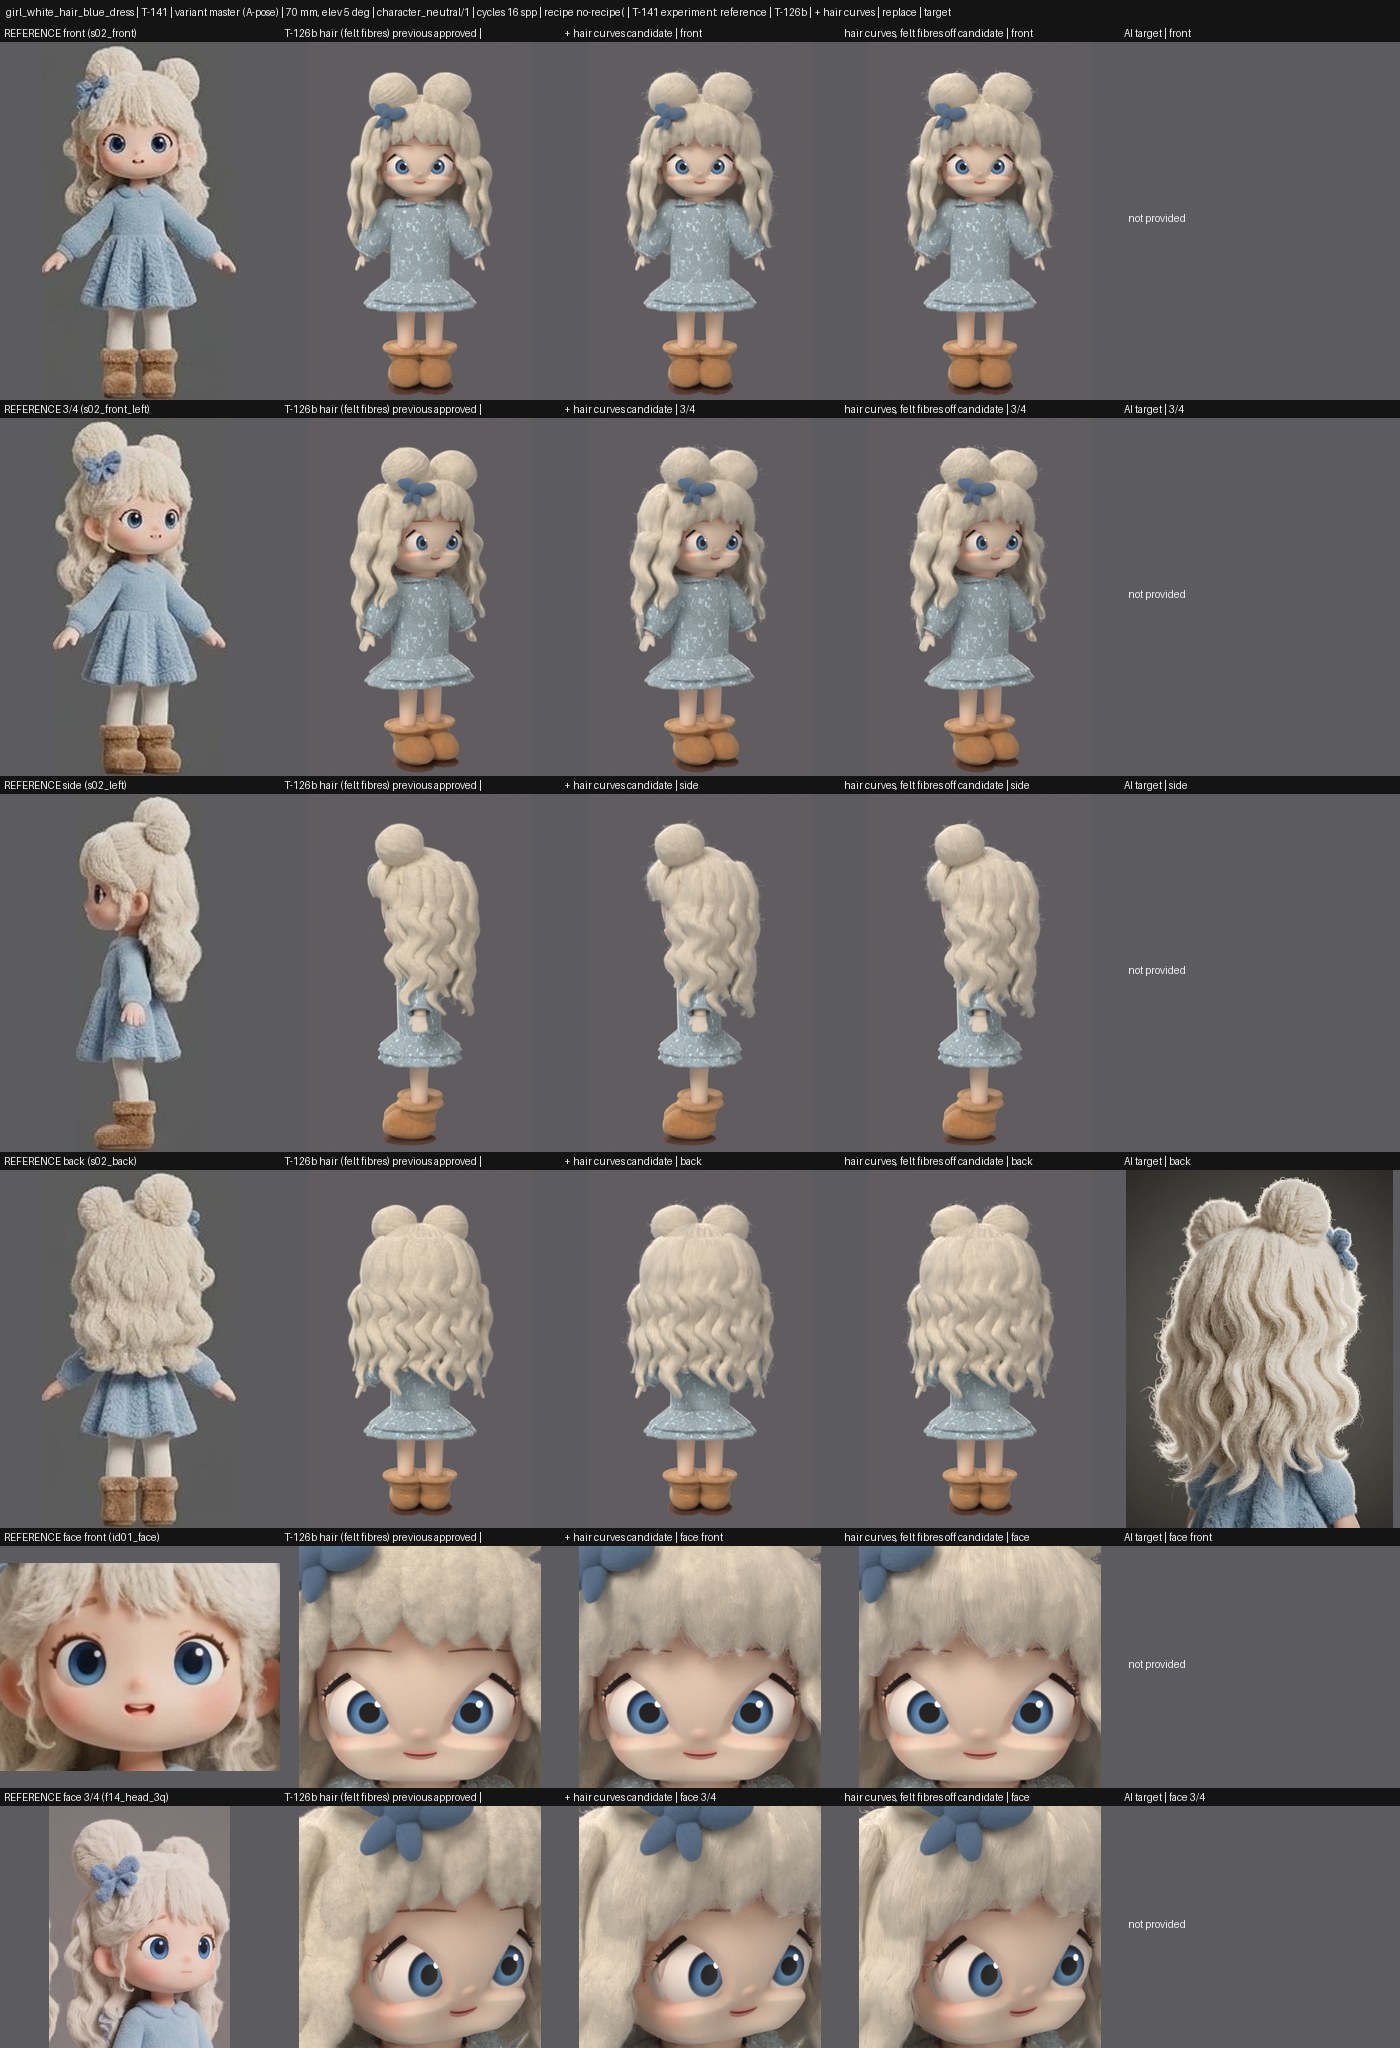 girl_white_hair_blue_dress | T-141 | variant master (A-pose) | 70 mm, elev 5 deg | character_neutral/1 | cycles 16 spp | recipe no-recipe( | T-141 experiment: reference | T-126b | + hair curves | replace | target
REFERENCE front (s02_front) T-126b hair (felt fibres) previous approved | + hair curves candidate | front hair curves, felt fibres off candidate | front AI target | front
not provided
REFERENCE 3/4 (s02_front_left) T-126b hair (felt fibres) previous approved | + hair curves candidate | 3/4 hair curves, felt fibres off candidate | 3/4 AI target | 3/4
not provided
REFERENCE side (s02_left) T-126b hair (felt fibres) previous approved | + hair curves candidate | side hair curves, felt fibres off candidate | side AI target | side
not provided
REFERENCE back (s02_back) T-126b hair (felt fibres) previous approved | + hair curves candidate | back hair curves, felt fibres off candidate | back AI target | back
REFERENCE face front (id01_face) T-126b hair (felt fibres) previous approved | + hair curves candidate | face front hair curves, felt fibres off candidate | face AI target | face front
not provided
REFERENCE face 3/4 (f14_head_3q) T-126b hair (felt fibres) previous approved | + hair curves candidate | face 3/4 hair curves, felt fibres off candidate | face AI target | face 3/4
not provided